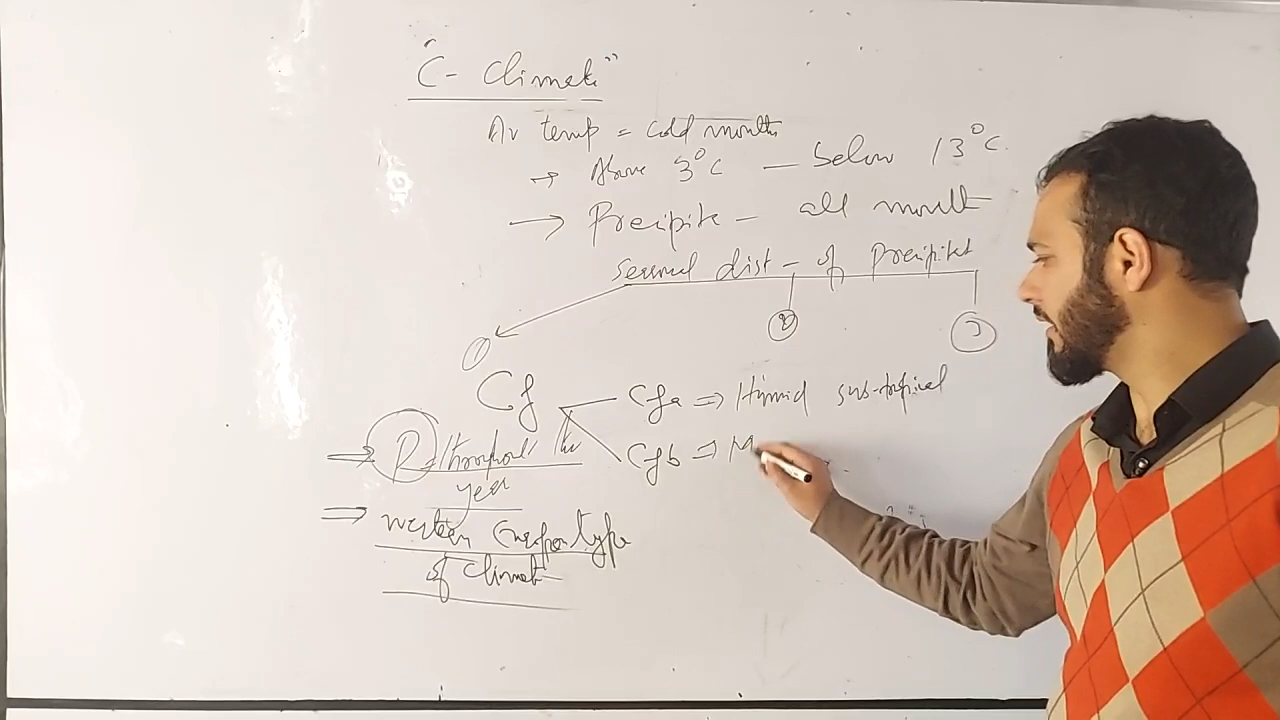 "C - Climate"
Av temp = cold months
→ Above 3°C — below 13°C.
→ Precipite - all month
seasonal dist - of Precipitat
1 2 3
Cf
Cfa ⇒ Humid sub-tropical
⇒ R throughout the
Cfb ⇒ M
year
⇒ western European type
of climate